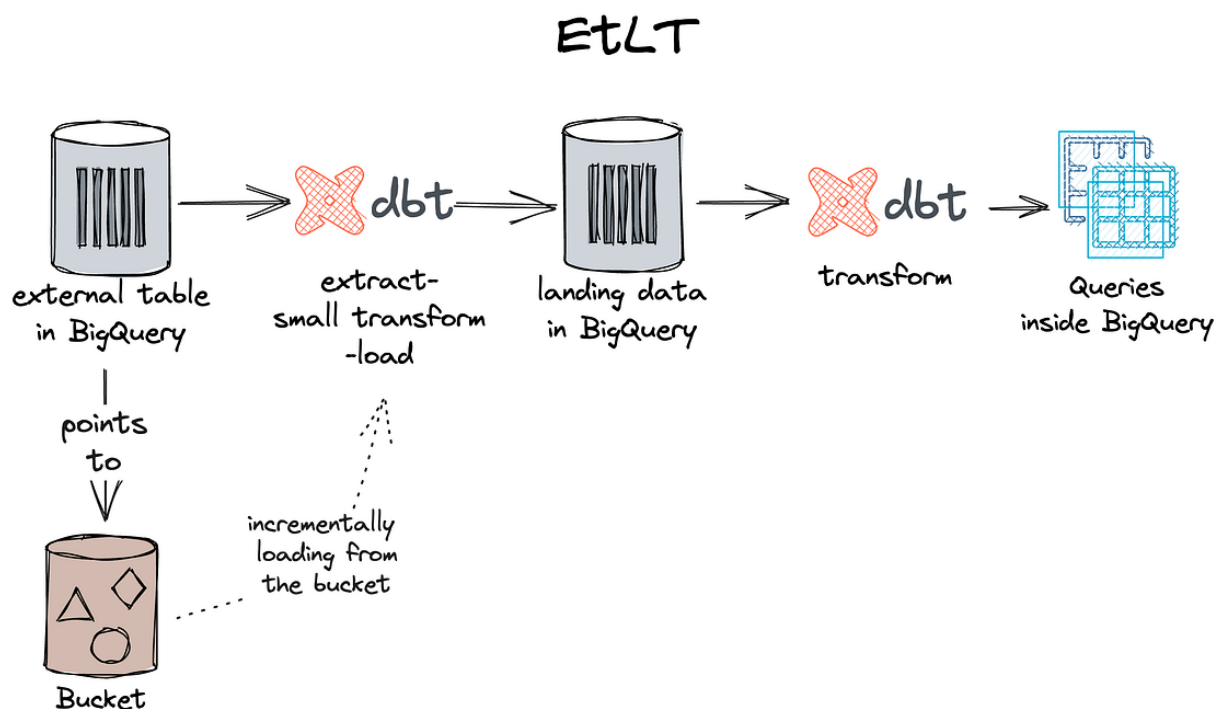 EtLT
dbt
dbt
external table
in BigQuery
extract-
small transform
-load
landing data
in BigQuery
transform
Queries
inside BigQuery
points
to
incrementally
loading from
the bucket
Bucket